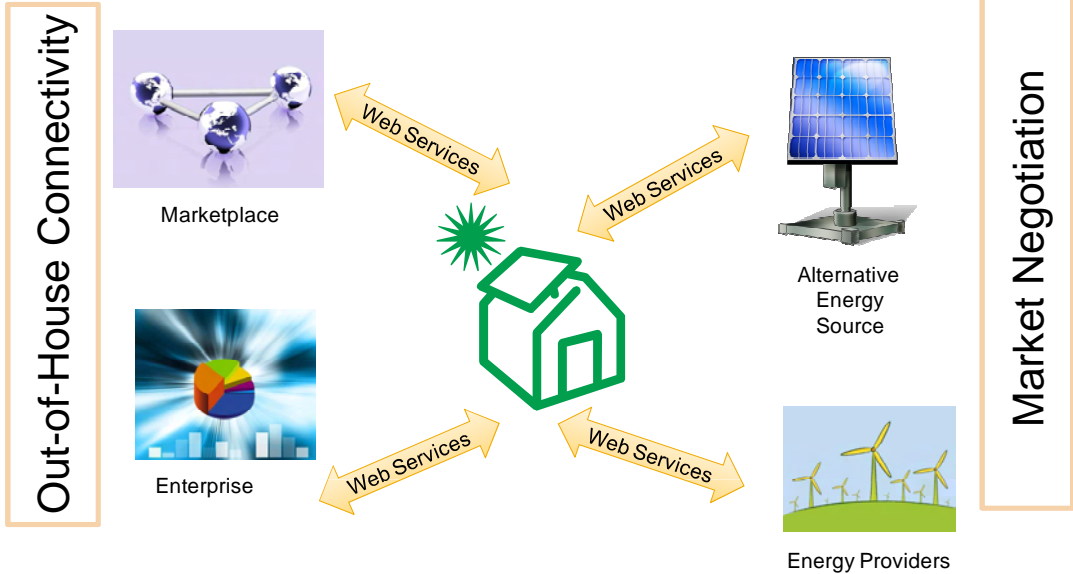 Out-of-House Connectivity
Marketplace
Web Services
Web Services
Alternative
Energy
Source
Market Negotiation
Enterprise
Web Services
Web Services
Energy Providers